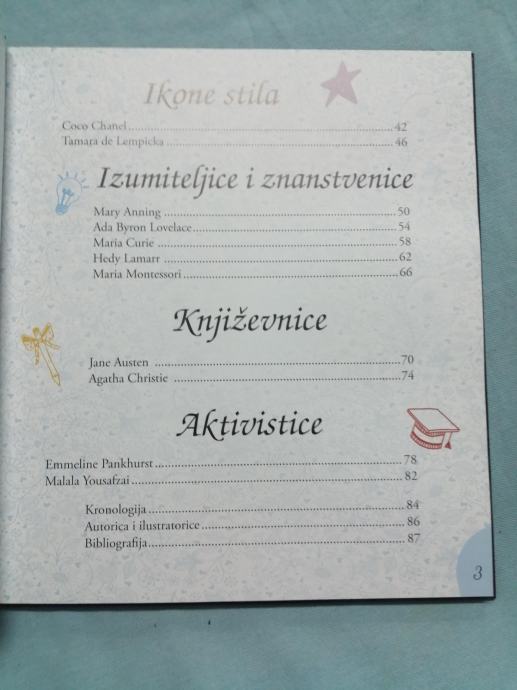 Ikone stila
Coco Chanel 42
Tamara de Lempicka 46
Izumiteljice i znanstvenice
Mary Anning 50
Ada Byron Lovelace 54
Maria Curie 58
Hedy Lamarr 62
Maria Montessori 66
Književnice
Jane Austen 70
Agatha Christie 74
Aktivistice
Emmeline Pankhurst 78
Malala Yousafzai 82
Kronologija 84
Autorica i ilustratorice 86
Bibliografija 87
3